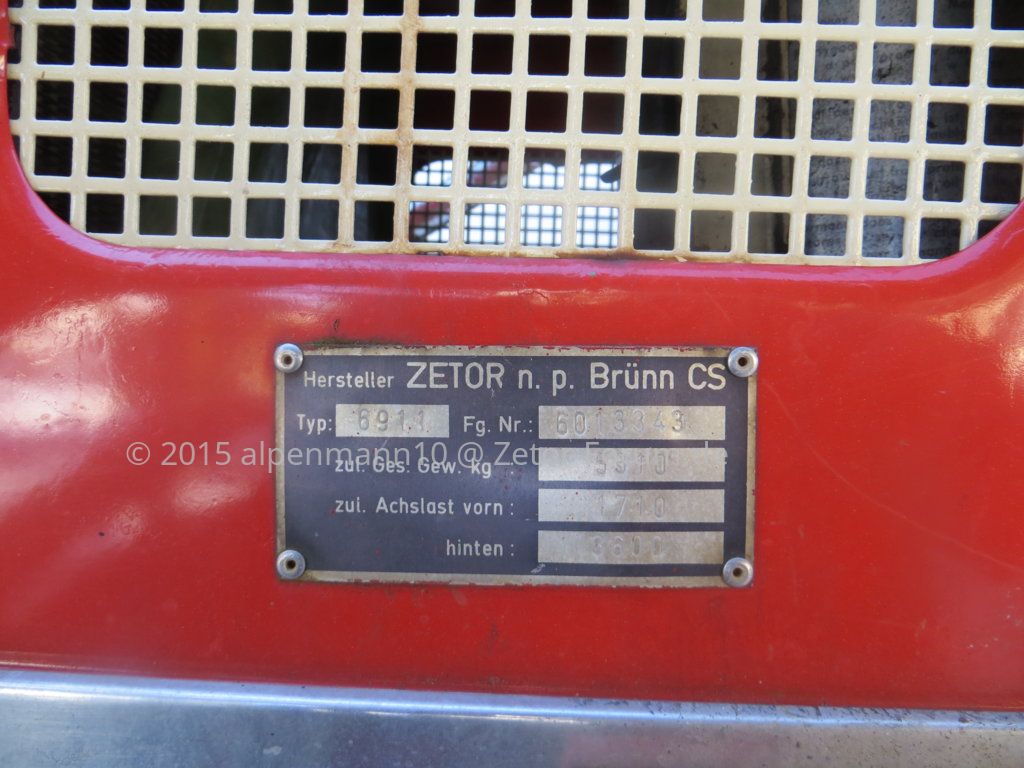 Hersteller ZETOR n. p. Brünn CS
Typ: 6911 Fg. Nr.: 6013343
© 2015 alpenmann10 @
zul. Ges. Gew. kg :
zul. Achslast vorn : 1710
hinten : 3600